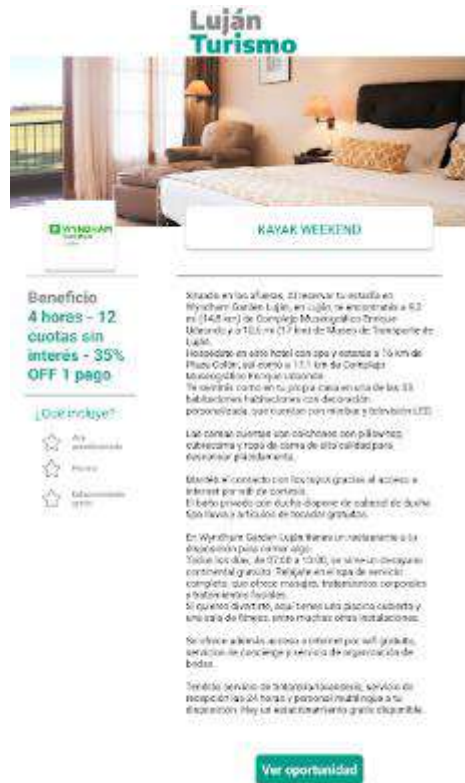 Luján
Turismo
WYNDHAM
KAYAK WEEKEND
Beneficio
4 horas - 12
cuotas sin
interés - 35%
OFF 1 pago
¿Qué incluye?
Aire
acondicionado
Estacionamiento
gratis
Situado en las afueras. Al reservar tu estadía en
Wyndham Garden Luján, en Luján, te encontrarás a 9,2
mi (14,8 km) de Complejo Museográfico Enrique
Udaondo y a 10,6 mi (17 km) de Museo de Transporte de
Luján.
Hospédate en este hotel con spa y estarás a 16 km de
Plaza Colón, así como a 17,1 km de Complejo
Museográfico Enrique Udaondo.
Te sentirás como en tu propia casa en una de las 53
habitaciones con decoración
personalizada, que cuentan con minibar y televisión LED.
Las camas cuentan con colchones con pillowtop,
cubrecama y ropa de cama de alta calidad para
descansar plácidamente.
Mantén el contacto con los tuyos gracias al acceso a
internet por wifi de cortesía.
El baño privado con ducha dispone de cabezal de ducha
tipo lluvia y artículos de tocador gratuitos.
En Wyndham Garden Luján tienes un restaurante a tu
disposición para comer algo.
Todos los días, de 07:00 a 10:00, se sirve un desayuno
continental gratuito. Relájate en el spa de servicio
completo, que ofrece masajes, tratamientos corporales
y tratamientos faciales.
Si quieres divertirte, aquí tienes una piscina cubierta y
una sala de fitness, entre muchas otras instalaciones.
Se ofrece además acceso a internet por wifi gratuito,
servicios de concierge y servicio de organización de
bodas.
Tendrás servicio de tintorería/lavandería, servicio de
recepción las 24 horas y personal multilingüe a tu
disposición. Hay un estacionamiento gratis disponible.
Ver oportunidad